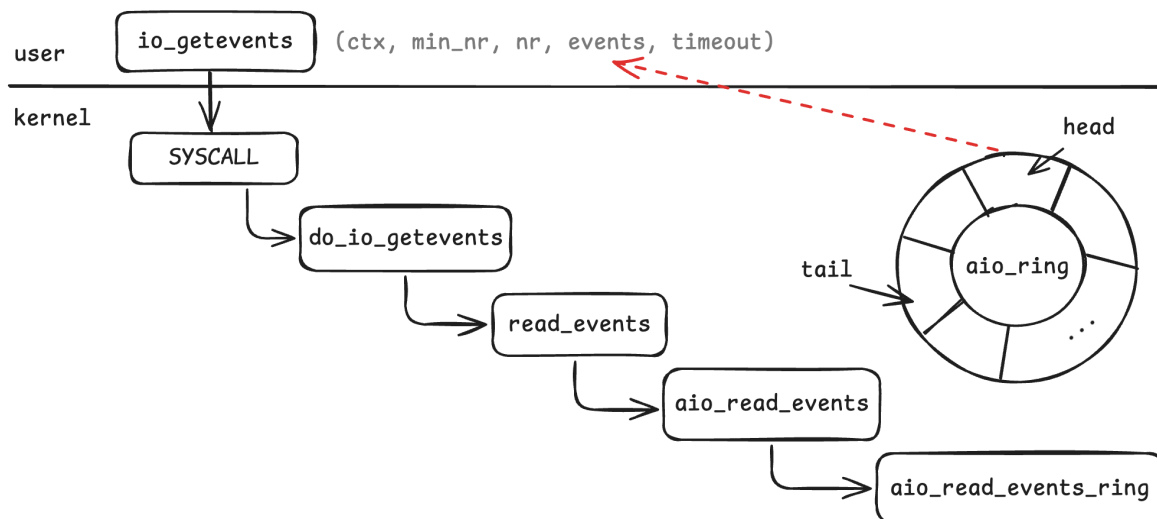 io_getevents (ctx, min_nr, nr, events, timeout)
user
kernel
head
SYSCALL
do_io_getevents
aio_ring
tail
read_events
...
aio_read_events
aio_read_events_ring